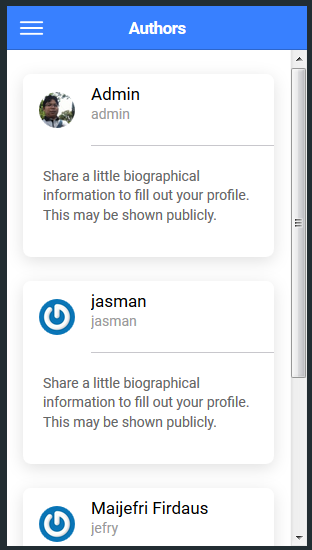 Authors
Admin
admin
Share a little biographical
information to fill out your profile.
This may be shown publicly.
jasman
jasman
Share a little biographical
information to fill out your profile.
This may be shown publicly.
Maijefri Firdaus
jefry